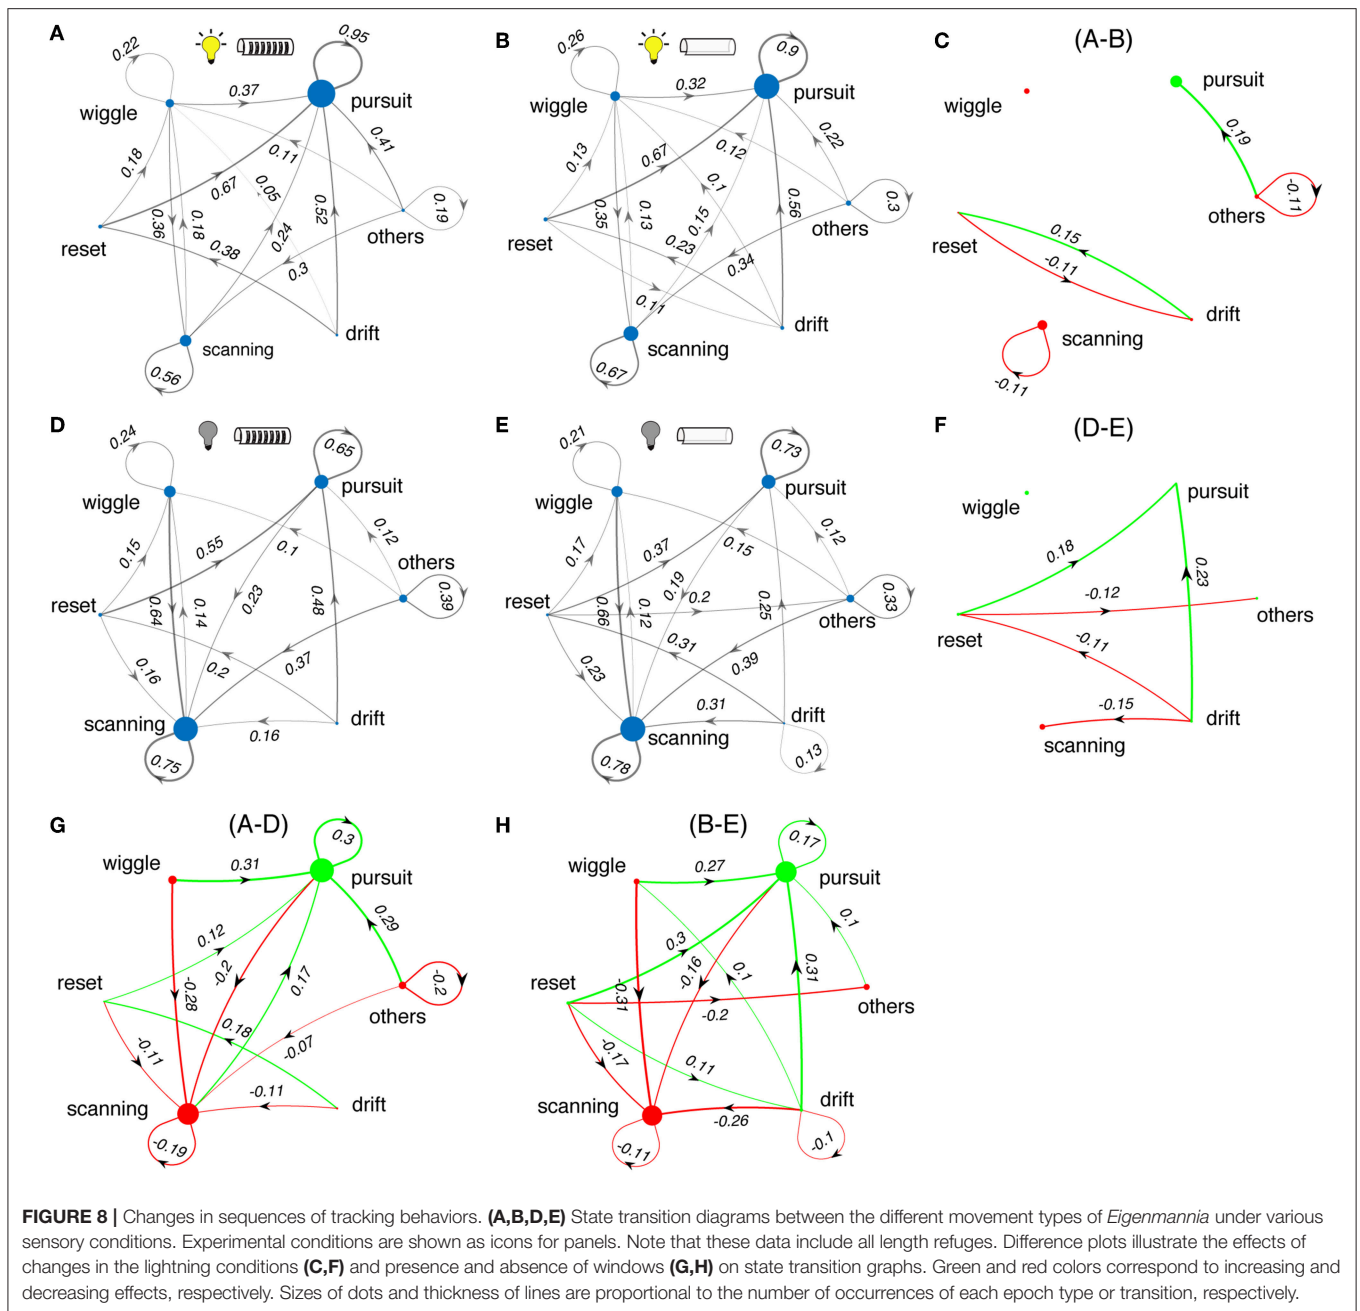 A
0.22
0.95
wiggle
0.37
pursuit
0.18
0.67
0.11
0.41
0.05
0.19
reset
0.36
0.18
0.24
0.52
0.38
0.3
others
scanning
drift
0.56
B
0.26
0.9
wiggle
0.32
pursuit
0.13
0.67
0.12
0.22
0.1
0.3
reset
0.35
0.13
0.15
0.56
0.23
0.34
others
0.11
scanning
drift
0.67
C
(A-B)
pursuit
wiggle
0.19
-0.11
others
reset
0.15
-0.11
drift
scanning
-0.11
D
0.24
0.65
wiggle
pursuit
0.15
0.55
0.1
0.12
others
0.39
reset
0.64
0.14
0.23
0.48
0.16
0.2
0.37
scanning
drift
0.16
0.75
E
0.21
0.73
wiggle
pursuit
0.17
0.37
0.15
0.12
0.19
0.2
0.33
reset
others
0.66
0.12
0.25
0.31
0.23
0.39
0.31
drift
scanning
0.13
0.78
F
(D-E)
pursuit
wiggle
0.18
0.23
-0.12
others
reset
-0.11
-0.15
drift
scanning
G
(A-D)
0.3
wiggle
0.31
pursuit
0.29
0.12
-0.2
0.17
-0.2
reset
-0.28
others
0.18
-0.07
-0.11
-0.11
drift
scanning
-0.19
H
(B-E)
0.17
wiggle
0.27
pursuit
0.1
0.3
-0.16
0.1
0.31
reset
-0.31
others
-0.2
-0.17
0.11
drift
scanning
-0.26
-0.11
-0.1
FIGURE 8 | Changes in sequences of tracking behaviors. (A,B,D,E) State transition diagrams between the different movement types of Eigenmannia under various
sensory conditions. Experimental conditions are shown as icons for panels. Note that these data include all length refuges. Difference plots illustrate the effects of
changes in the lightning conditions (C,F) and presence and absence of windows (G,H) on state transition graphs. Green and red colors correspond to increasing and
decreasing effects, respectively. Sizes of dots and thickness of lines are proportional to the number of occurrences of each epoch type or transition, respectively.